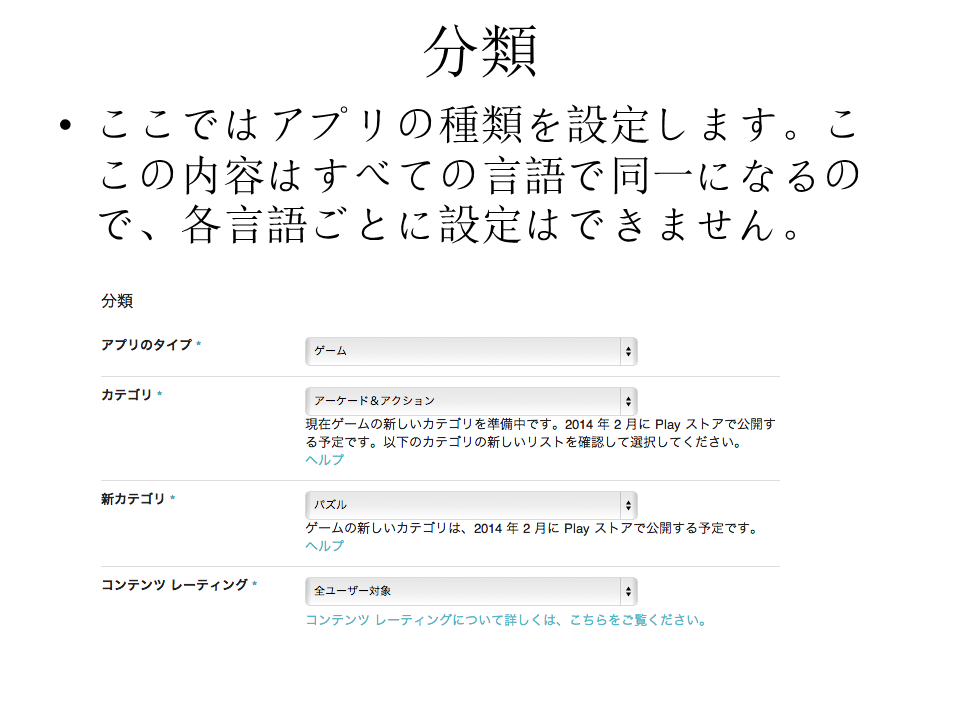 分類
• ここではアプリの種類を設定します。こ
この内容はすべての言語で同一になるの
で、各言語ごとに設定はできません。
分類
アプリのタイプ *
ゲーム
カテゴリ *
アーケード＆アクション
現在ゲームの新しいカテゴリを準備中です。2014 年 2 月に Play ストアで公開す
る予定です。以下のカテゴリの新しいリストを確認して選択してください。
ヘルプ
新カテゴリ *
パズル
ゲームの新しいカテゴリは、2014 年 2 月に Play ストアで公開する予定です。
ヘルプ
コンテンツ レーティング *
全ユーザー対象
コンテンツ レーティングについて詳しくは、こちらをご覧ください。